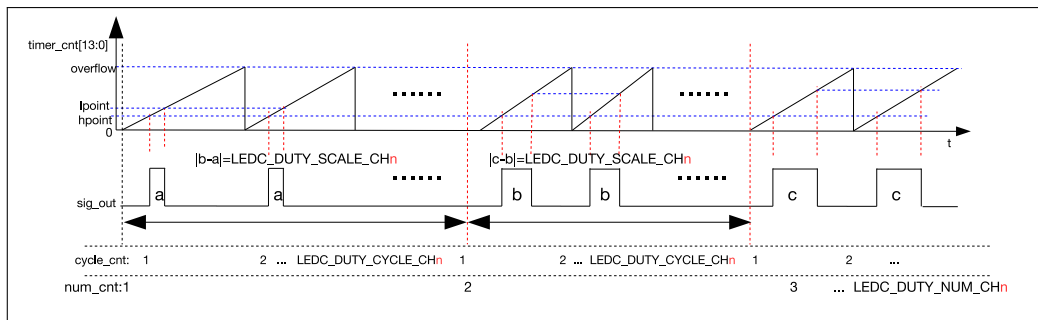 timer_cnt[13:0]
overflow
lpoint
hpoint
0
t
|b-a|=LEDC_DUTY_SCALE_CHn
|c-b|=LEDC_DUTY_SCALE_CHn
sig_out
a a b b c c
cycle_cnt: 1 2 ... LEDC_DUTY_CYCLE_CHn 1 2 ... LEDC_DUTY_CYCLE_CHn 1 2 ...
num_cnt:1 2 3 ... LEDC_DUTY_NUM_CHn